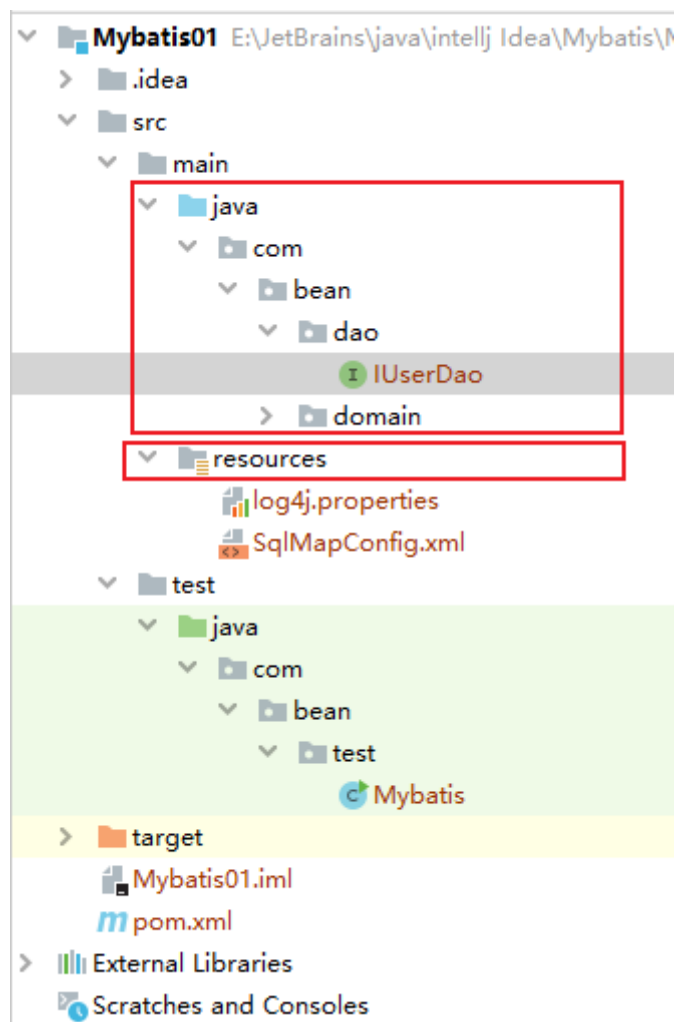 Mybatis01 E:\JetBrains\java\intellj Idea\Mybatis\
.idea
src
main
java
com
bean
dao
I IUserDao
domain
resources
log4j.properties
SqlMapConfig.xml
test
java
com
bean
test
C Mybatis
target
Mybatis01.iml
m pom.xml
External Libraries
Scratches and Consoles